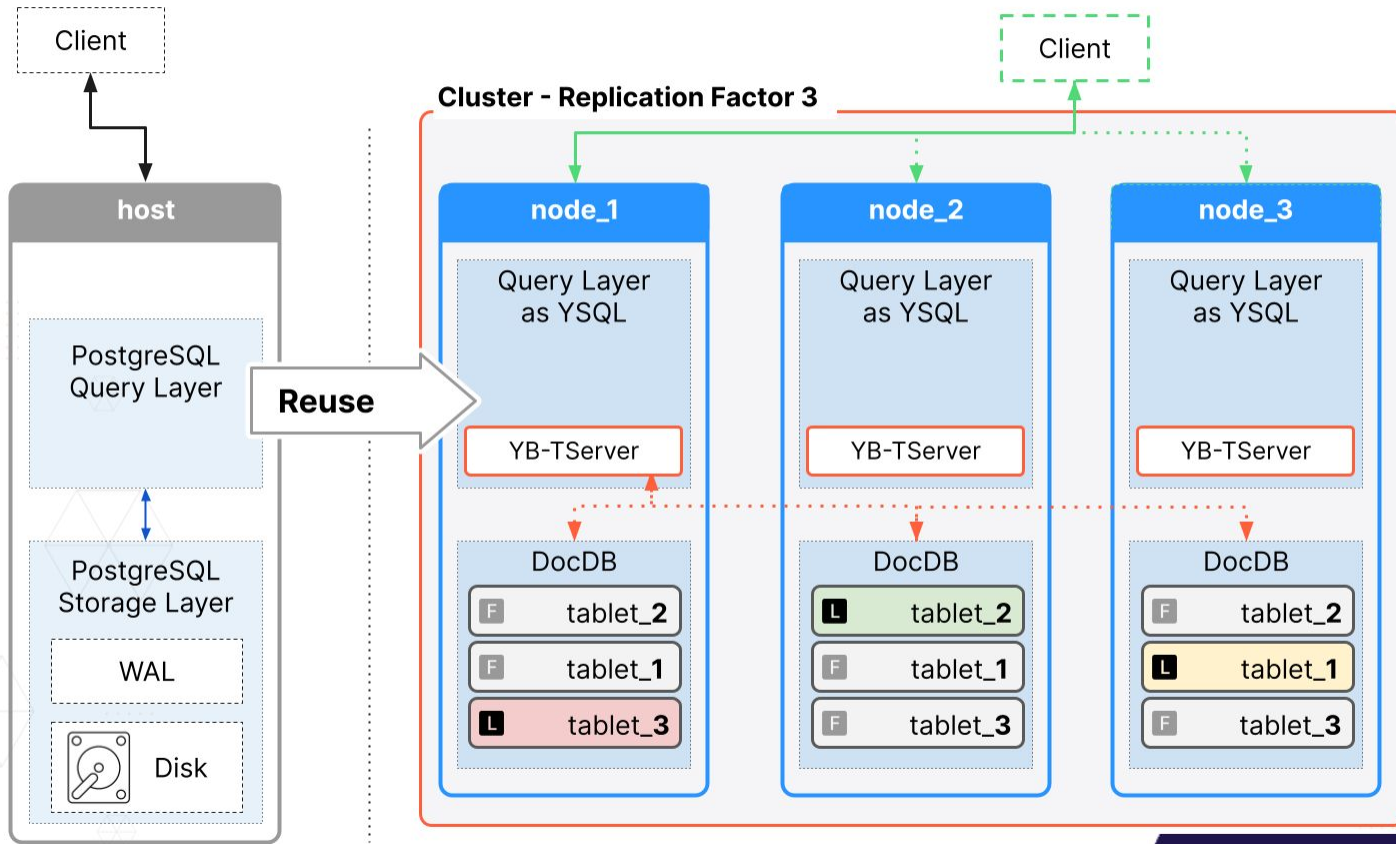 Client
host
PostgreSQL
Query Layer
PostgreSQL
Storage Layer
WAL
Disk
Reuse
Client
Cluster - Replication Factor 3
node_1
Query Layer
as YSQL
YB-TServer
DocDB
F tablet_2
F tablet_1
L tablet_3
node_2
Query Layer
as YSQL
YB-TServer
DocDB
L tablet_2
F tablet_1
F tablet_3
node_3
Query Layer
as YSQL
YB-TServer
DocDB
F tablet_2
L tablet_1
F tablet_3